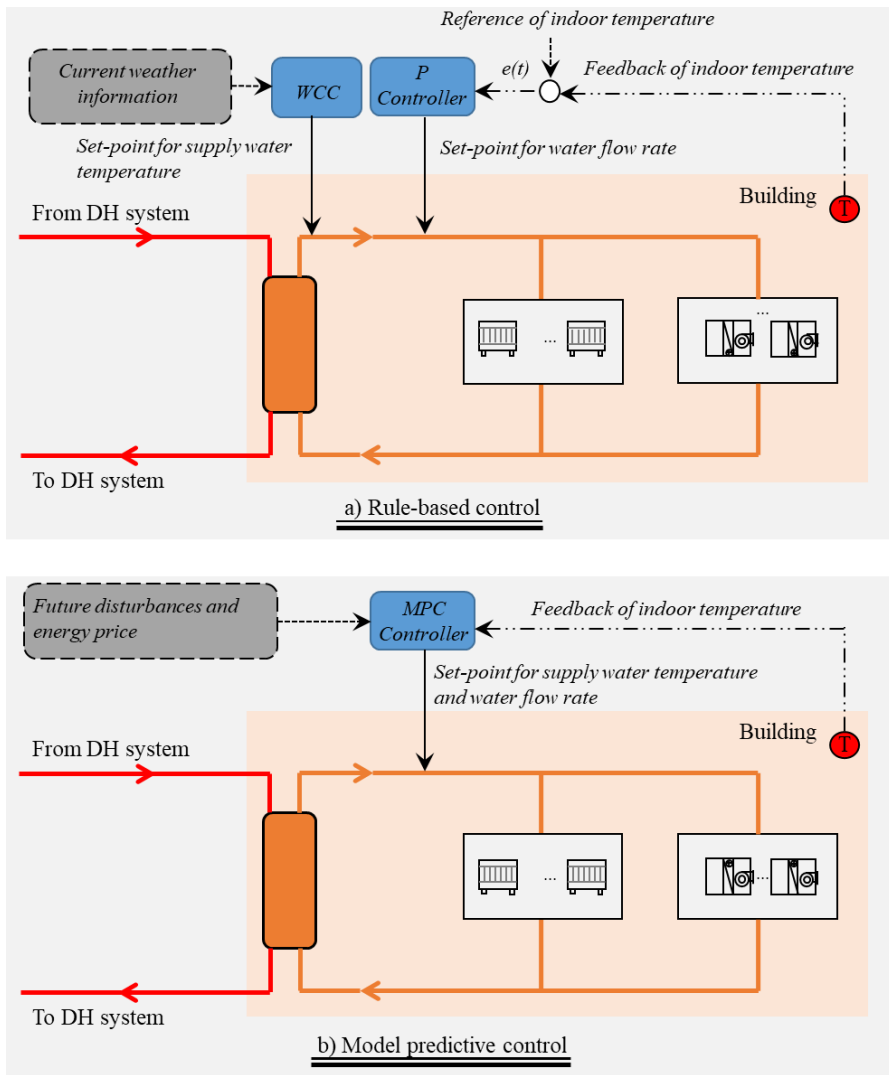 Reference of indoor temperature
Current weather
information
WCC
P
Controller
e(t)
Feedback of indoor temperature
Set-point for supply water
temperature
Set-point for water flow rate
Building
T
From DH system
...
...
To DH system
a) Rule-based control
Future disturbances and
energy price
MPC
Controller
Feedback of indoor temperature
Set-point for supply water temperature
and water flow rate
Building
T
From DH system
...
...
To DH system
b) Model predictive control